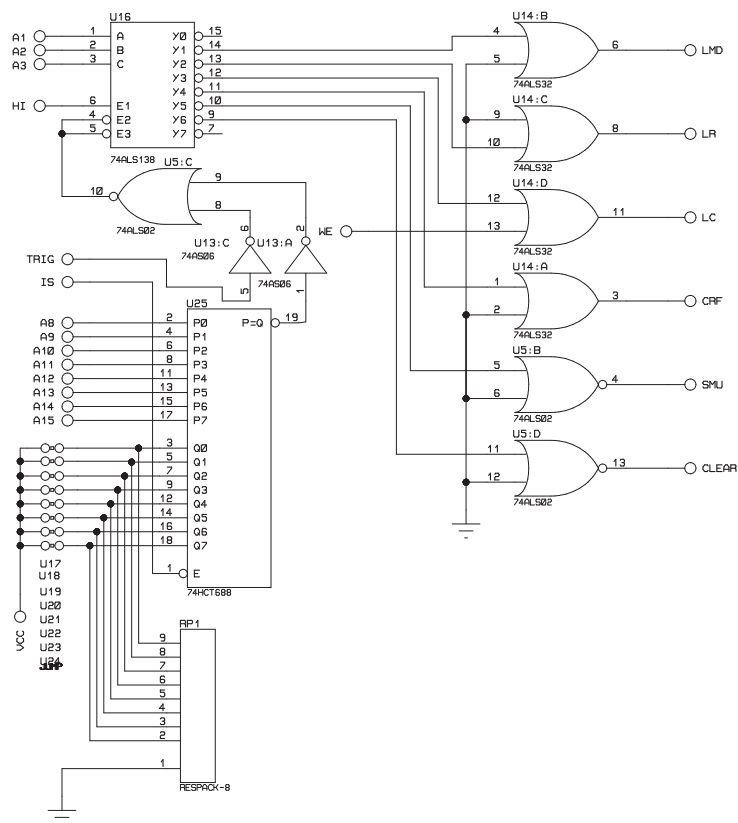 U16
A1 1 A Y0 15
A2 2 B Y1 14
A3 3 C Y2 13
Y3 12
Y4 11
HI 6 E1 Y5 10
4 E2 Y6 9
5 E3 Y7 7
74ALS138
U5:C
10 9
8
74ALS02
U13:C 6
74AS06
5
U13:A 2
74AS06
1
WE
TRIG
IS
U25
A8 2 P0 P=Q 19
A9 4 P1
A10 6 P2
A11 8 P3
A12 11 P4
A13 13 P5
A14 15 P6
A15 17 P7
3 Q0
5 Q1
7 Q2
9 Q3
12 Q4
14 Q5
16 Q6
18 Q7
1 E
74HCT688
U17
U18
U19
U20
U21
U22
U23
U24
JUMP
VCC
RP1
9
8
7
6
5
4
3
2
1
RESPACK-8
U14:B
4 6 LMD
5
74ALS32
U14:C
9 8 LR
10
74ALS32
U14:D
12 11 LC
13
74ALS32
U14:A
1 3 CRF
2
74ALS32
U5:B
5 4 SMU
6
74ALS02
U5:D
11 13 CLEAR
12
74ALS02